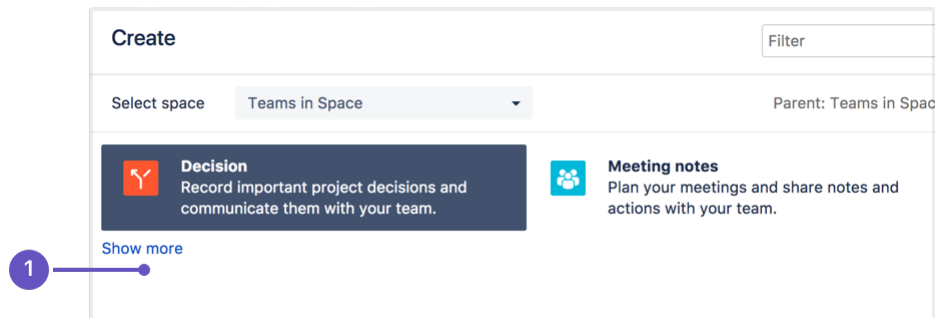 Create
Filter
Select space
Teams in Space
Parent: Teams in Spac
Decision
Record important project decisions and
communicate them with your team.
Meeting notes
Plan your meetings and share notes and
actions with your team.
Show more
1